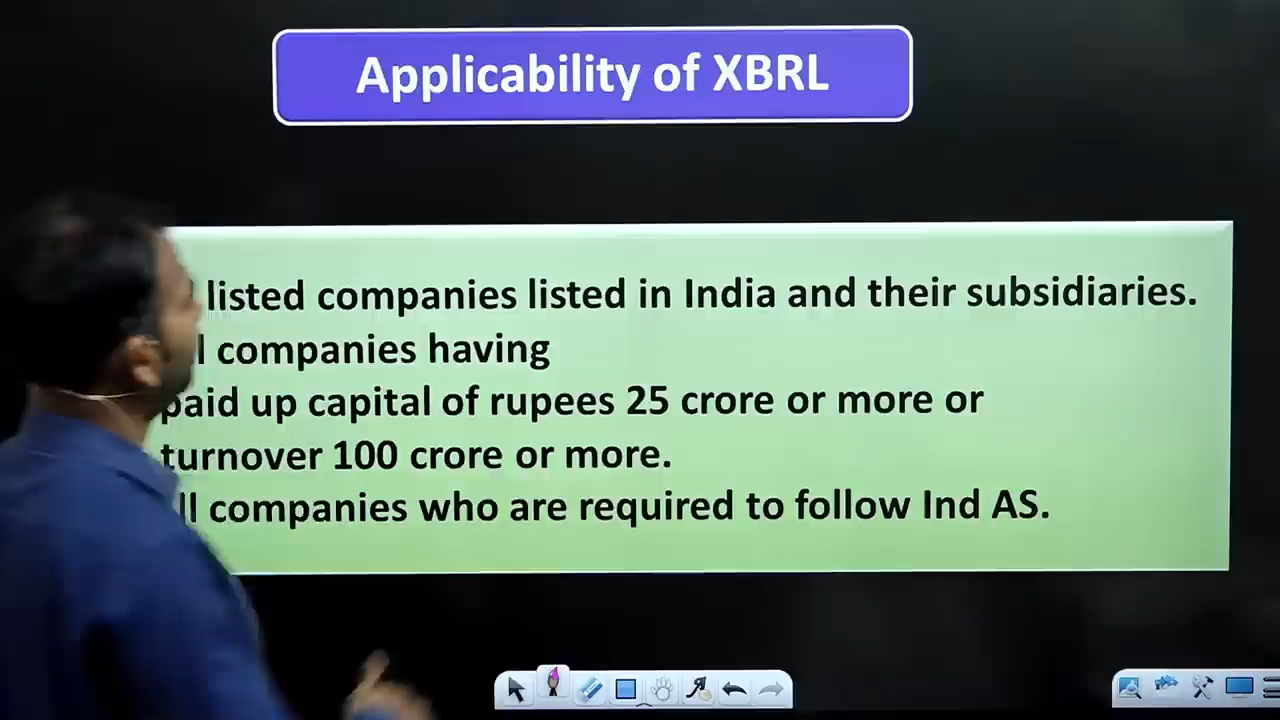 Applicability of XBRL
listed companies listed in India and their subsidiaries.
companies having
paid up capital of rupees 25 crore or more or
turnover 100 crore or more.
companies who are required to follow Ind AS.